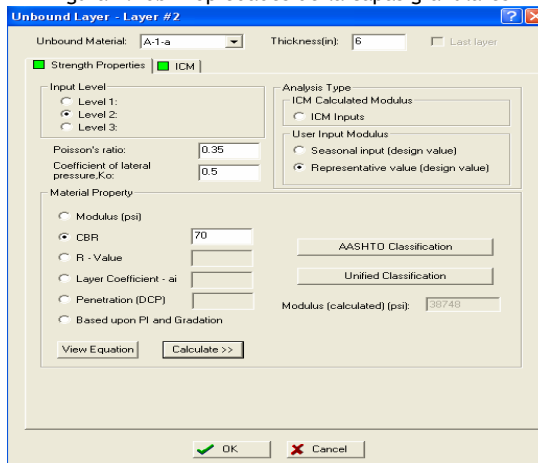 Unbound Layer - Layer #2
Unbound Material: A-1-a Thickness(in): 6 Last layer
Strength Properties ICM
Input Level
Level 1:
Level 2:
Level 3:
Poisson's ratio: 0.35
Coefficient of lateral pressure,Ko: 0.5
Analysis Type
ICM Calculated Modulus
ICM Inputs
User Input Modulus
Seasonal input (design value)
Representative value (design value)
Material Property
Modulus (psi)
CBR 70
R - Value
Layer Coefficient - ai
Penetration (DCP)
Based upon PI and Gradation
AASHTO Classification
Unified Classification
Modulus (calculated) (psi): 38748
View Equation Calculate >>
OK Cancel